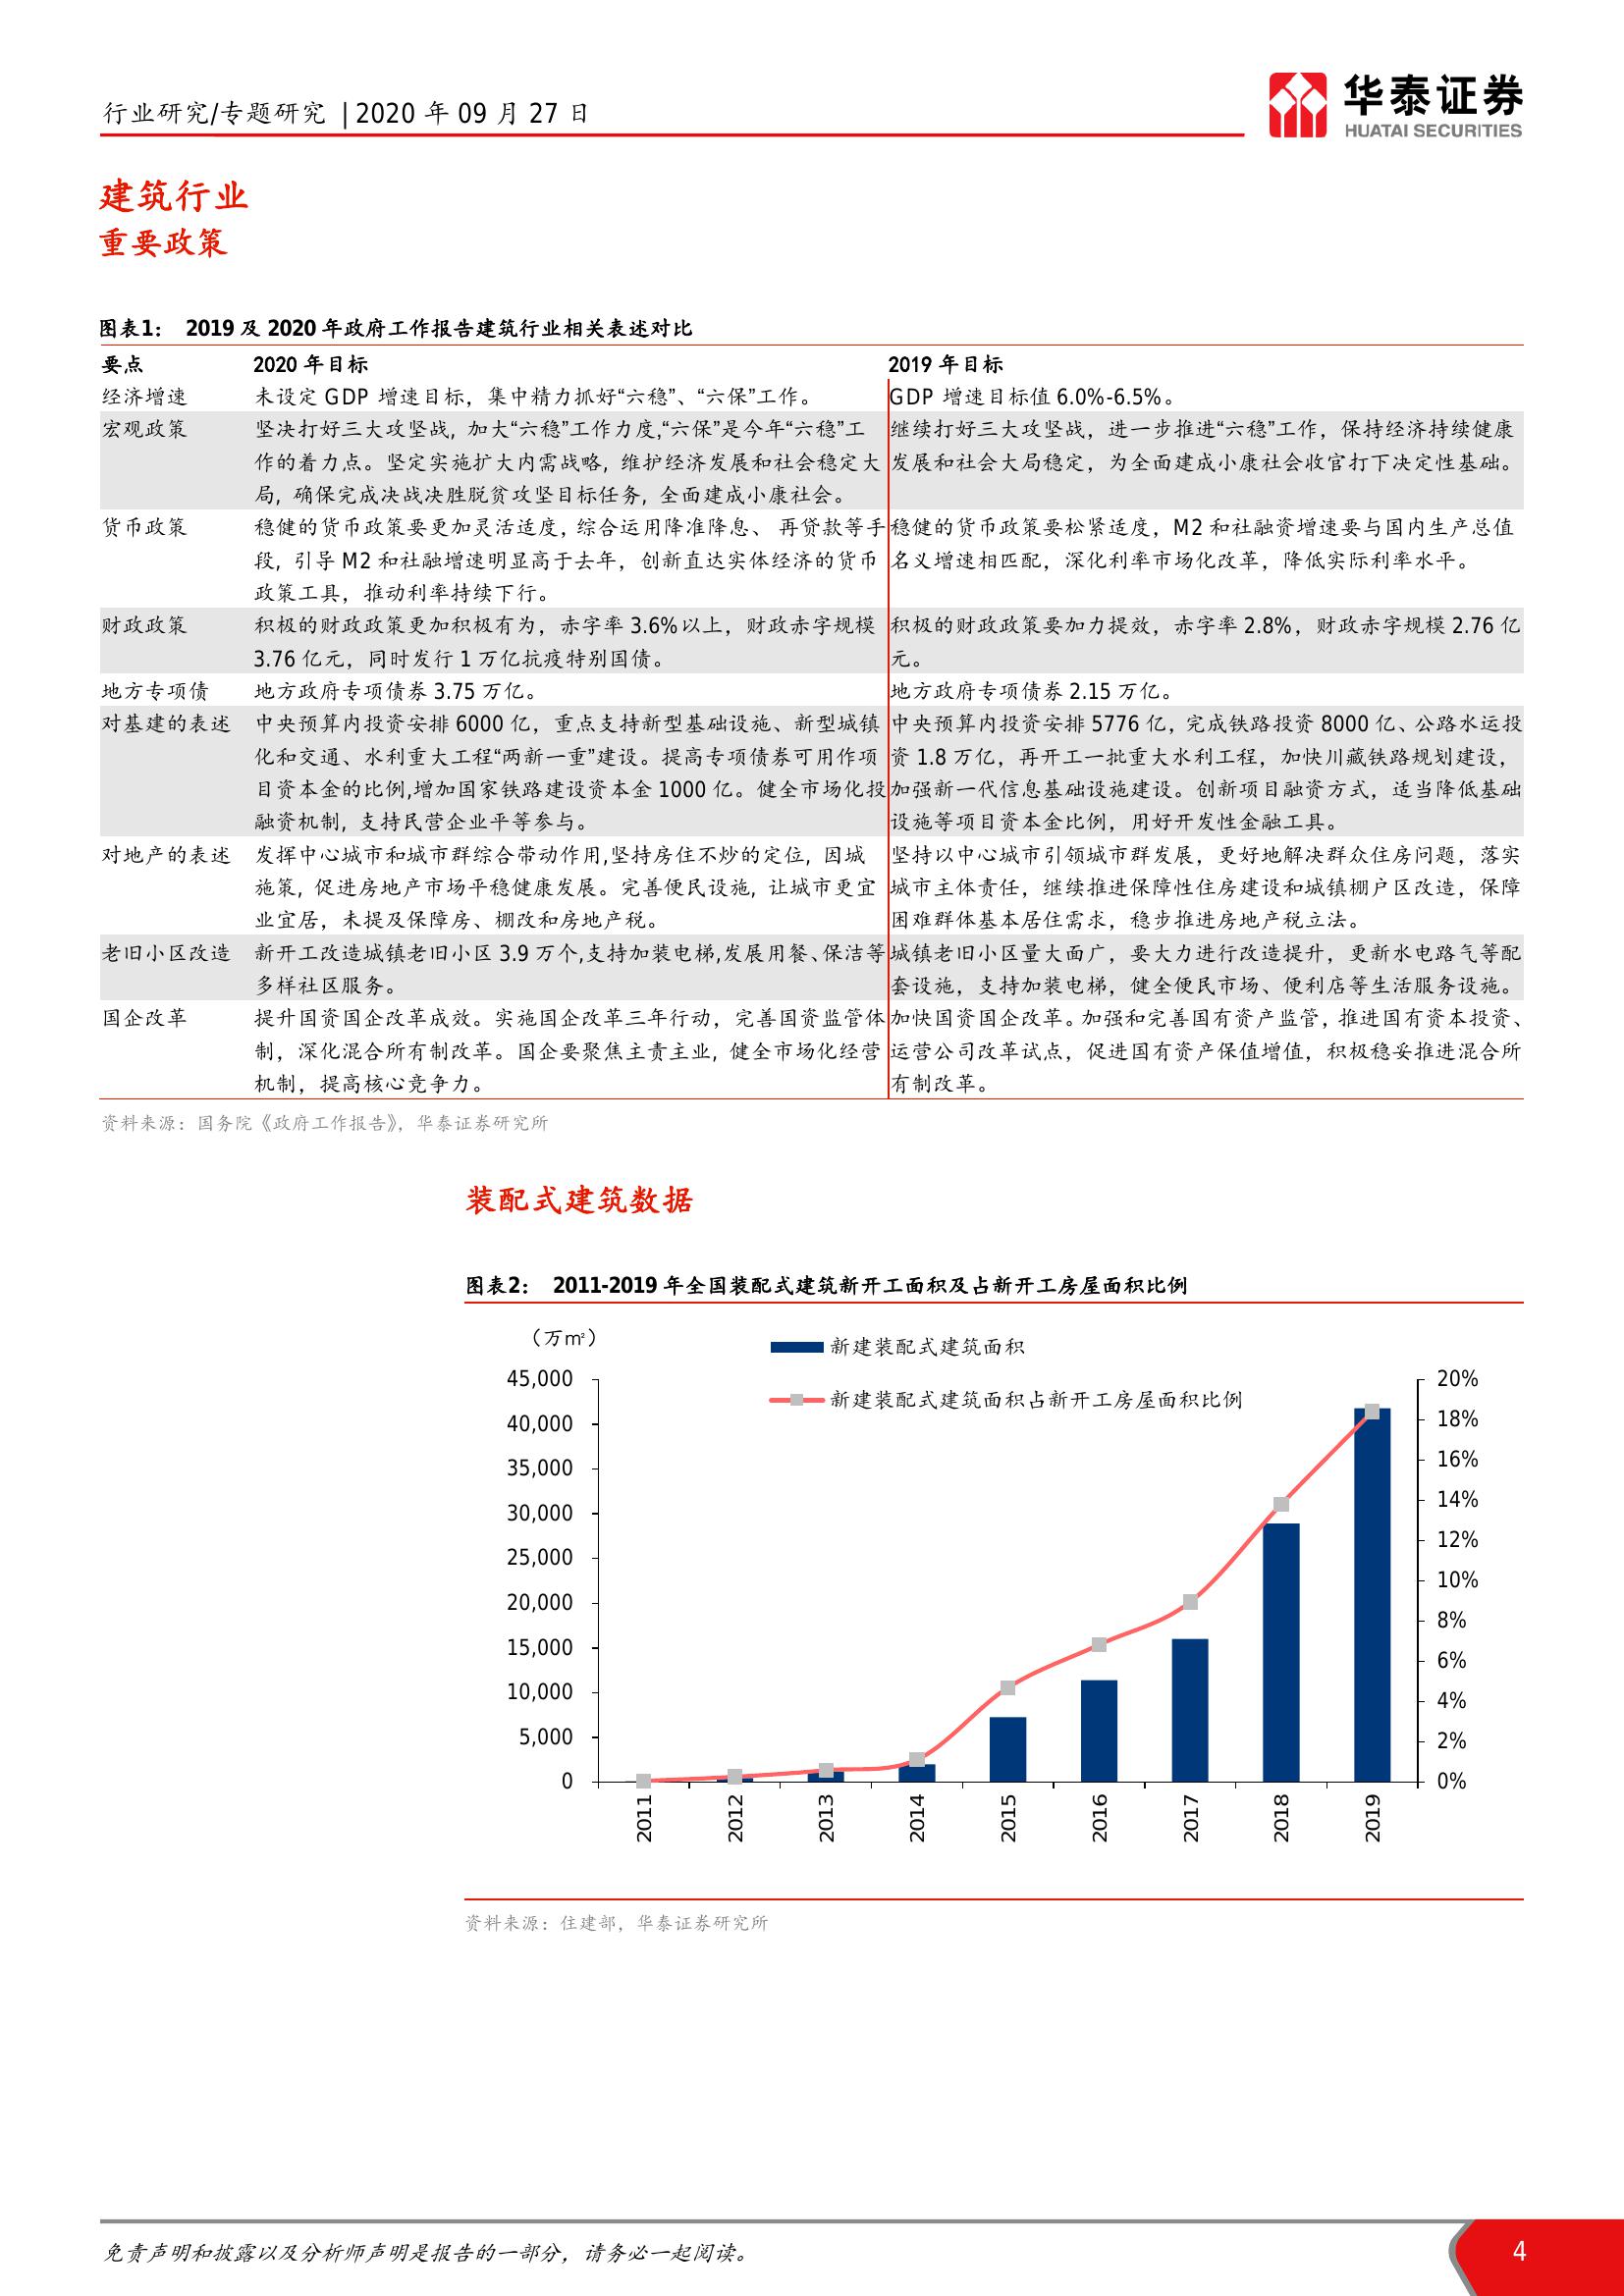 行业研究/专题研究 | 2020 年 09 月 27 日
华泰证券
HUATAI SECURITIES
建筑行业
重要政策
图表1： 2019 及 2020 年政府工作报告建筑行业相关表述对比
要点 2020 年目标 2019 年目标
经济增速 未设定 GDP 增速目标，集中精力抓好“六稳”、“六保”工作。 GDP 增速目标值 6.0%-6.5%。
宏观政策 坚决打好三大攻坚战, 加大“六稳”工作力度,“六保”是今年“六稳”工 继续打好三大攻坚战，进一步推进“六稳”工作，保持经济持续健康
作的着力点。坚定实施扩大内需战略, 维护经济发展和社会稳定大 发展和社会大局稳定，为全面建成小康社会收官打下决定性基础。
局, 确保完成决战决胜脱贫攻坚目标任务, 全面建成小康社会。
货币政策 稳健的货币政策要更加灵活适度, 综合运用降准降息、 再贷款等手 稳健的货币政策要松紧适度，M2 和社融资增速要与国内生产总值
段，引导 M2 和社融增速明显高于去年，创新直达实体经济的货币 名义增速相匹配，深化利率市场化改革，降低实际利率水平。
政策工具，推动利率持续下行。
财政政策 积极的财政政策更加积极有为，赤字率 3.6%以上，财政赤字规模 积极的财政政策要加力提效，赤字率 2.8%，财政赤字规模 2.76 亿
3.76 亿元，同时发行 1 万亿抗疫特别国债。 元。
地方专项债 地方政府专项债券 3.75 万亿。 地方政府专项债券 2.15 万亿。
对基建的表述 中央预算内投资安排 6000 亿，重点支持新型基础设施、新型城镇 中央预算内投资安排 5776 亿，完成铁路投资 8000 亿、公路水运投
化和交通、水利重大工程“两新一重”建设。提高专项债券可用作项 资 1.8 万亿，再开工一批重大水利工程，加快川藏铁路规划建设，
目资本金的比例,增加国家铁路建设资本金 1000 亿。健全市场化投 加强新一代信息基础设施建设。创新项目融资方式，适当降低基础
融资机制, 支持民营企业平等参与。 设施等项目资本金比例，用好开发性金融工具。
对地产的表述 发挥中心城市和城市群综合带动作用,坚持房住不炒的定位, 因城 坚持以中心城市引领城市群发展，更好地解决群众住房问题，落实
施策, 促进房地产市场平稳健康发展。完善便民设施, 让城市更宜 城市主体责任，继续推进保障性住房建设和城镇棚户区改造，保障
业宜居，未提及保障房、棚改和房地产税。 困难群体基本居住需求，稳步推进房地产税立法。
老旧小区改造 新开工改造城镇老旧小区 3.9 万个,支持加装电梯,发展用餐、保洁等 城镇老旧小区量大面广，要大力进行改造提升，更新水电路气等配
多样社区服务。 套设施，支持加装电梯，健全便民市场、便利店等生活服务设施。
国企改革 提升国资国企改革成效。实施国企改革三年行动，完善国资监管体 加快国资国企改革。加强和完善国有资产监管，推进国有资本投资、
制，深化混合所有制改革。国企要聚焦主责主业, 健全市场化经营 运营公司改革试点，促进国有资产保值增值，积极稳妥推进混合所
机制，提高核心竞争力。 有制改革。
资料来源：国务院《政府工作报告》，华泰证券研究所
装配式建筑数据
图表2： 2011-2019 年全国装配式建筑新开工面积及占新开工房屋面积比例
（万㎡）
新建装配式建筑面积
新建装配式建筑面积占新开工房屋面积比例
45,000 20%
40,000 18%
35,000 16%
30,000 14%
25,000 12%
20,000 10%
15,000 8%
10,000 6%
5,000 4%
0 2%
0%
2011 2012 2013 2014 2015 2016 2017 2018 2019
资料来源：住建部，华泰证券研究所
免责声明和披露以及分析师声明是报告的一部分，请务必一起阅读。
4